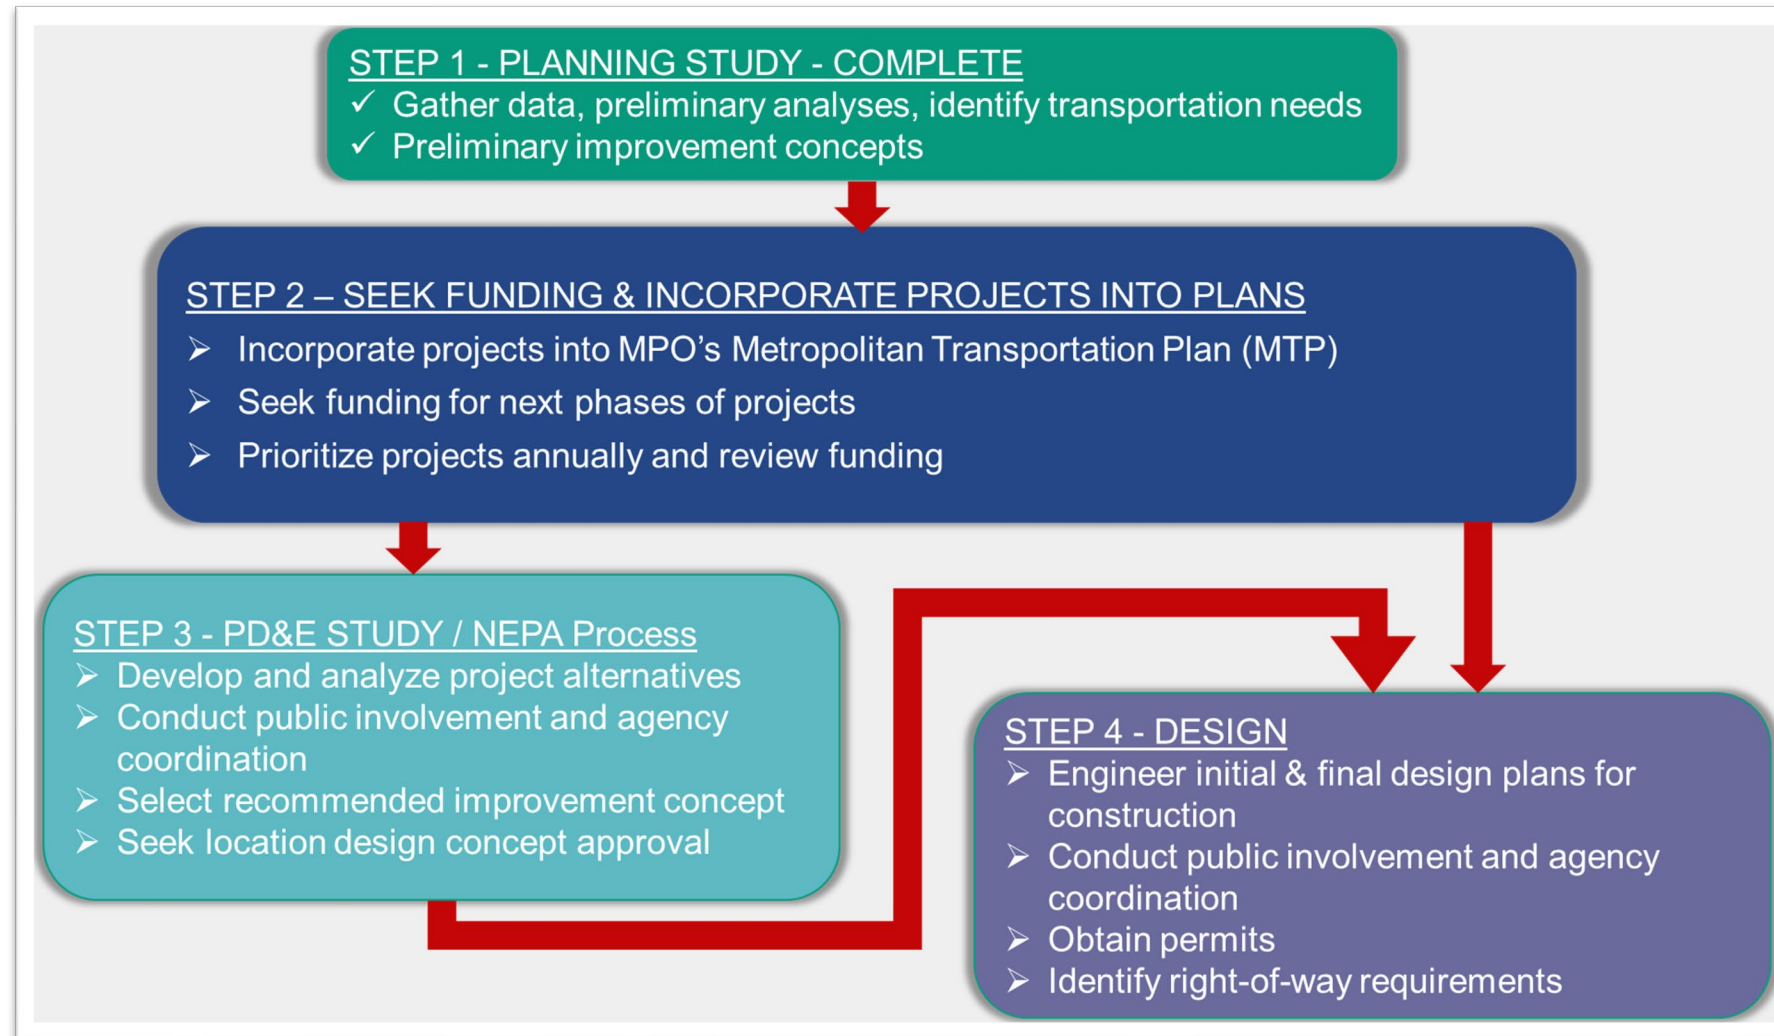 STEP 1 - PLANNING STUDY - COMPLETE
✓ Gather data, preliminary analyses, identify transportation needs
✓ Preliminary improvement concepts
STEP 2 – SEEK FUNDING & INCORPORATE PROJECTS INTO PLANS
➢ Incorporate projects into MPO’s Metropolitan Transportation Plan (MTP)
➢ Seek funding for next phases of projects
➢ Prioritize projects annually and review funding
STEP 3 - PD&E STUDY / NEPA Process
➢ Develop and analyze project alternatives
➢ Conduct public involvement and agency
coordination
➢ Select recommended improvement concept
➢ Seek location design concept approval
STEP 4 - DESIGN
➢ Engineer initial & final design plans for
construction
➢ Conduct public involvement and agency
coordination
➢ Obtain permits
➢ Identify right-of-way requirements